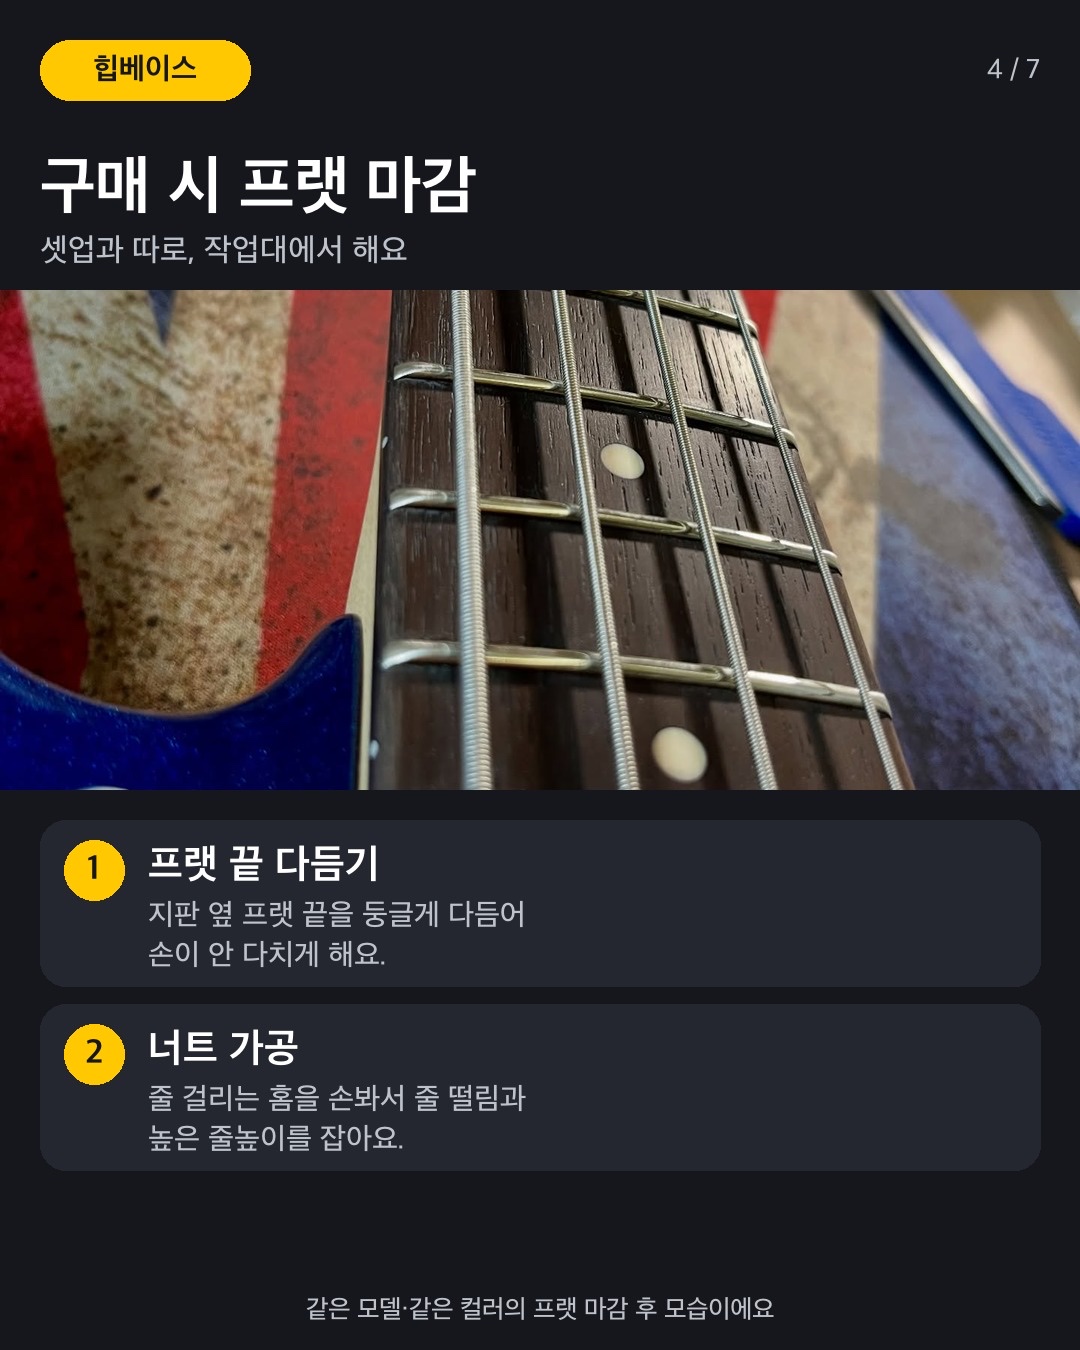 힙베이스
4 / 7
구매 시 프랫 마감
셋업과 따로, 작업대에서 해요
1
프랫 끝 다듬기
지판 옆 프랫 끝을 둥글게 다듬어
손이 안 다치게 해요.
2
너트 가공
줄 걸리는 홈을 손봐서 줄 떨림과
높은 줄높이를 잡아요.
같은 모델·같은 컬러의 프랫 마감 후 모습이에요